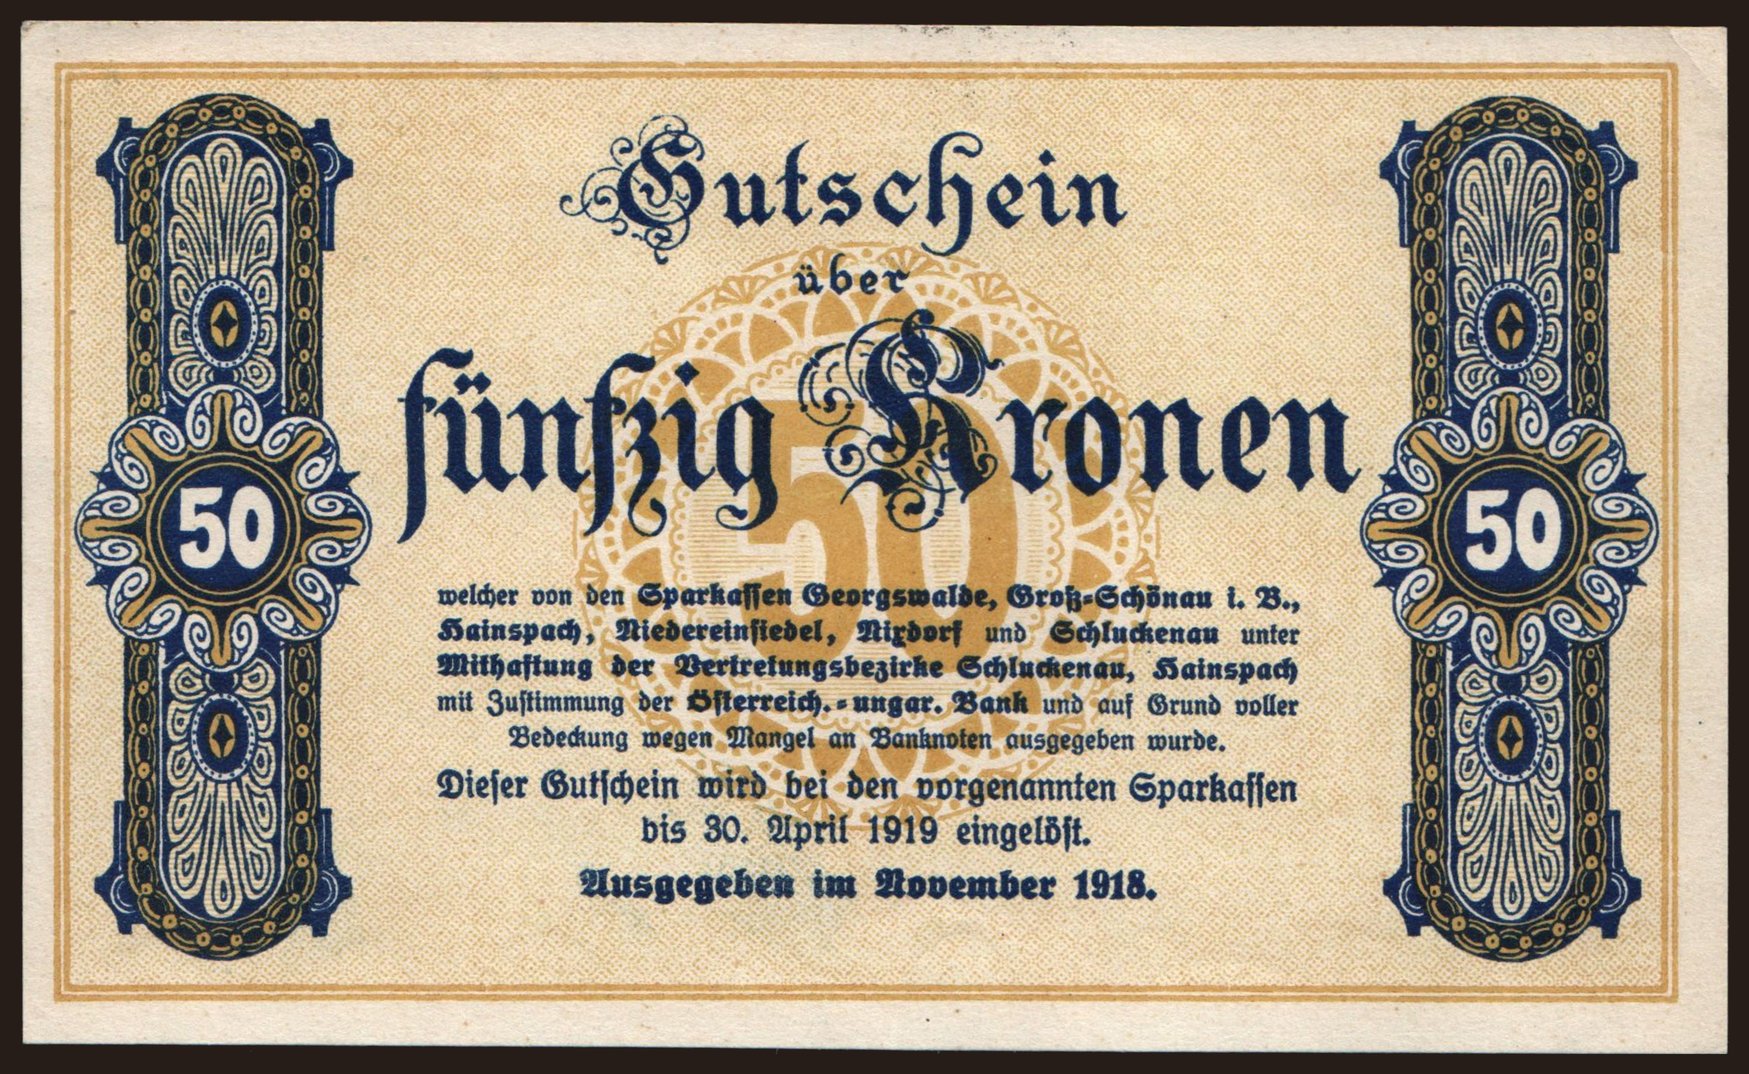 Gutschein
über
fünfzig Kronen
50
50
50
welcher von den Sparkassen Georgswalde, Groß-Schönau i. B.,
Hainspach, Niedereinsiedel, Nixdorf und Schluckenau unter
Mithaftung der Vertretungsbezirke Schluckenau, Hainspach
mit Zustimmung der Österreich.-ungar. Bank und auf Grund voller
Bedeckung wegen Mangel an Banknoten ausgegeben wurde.
Dieser Gutschein wird bei den vorgenannten Sparkassen
bis 30. April 1919 eingelöst.
Ausgegeben im November 1918.